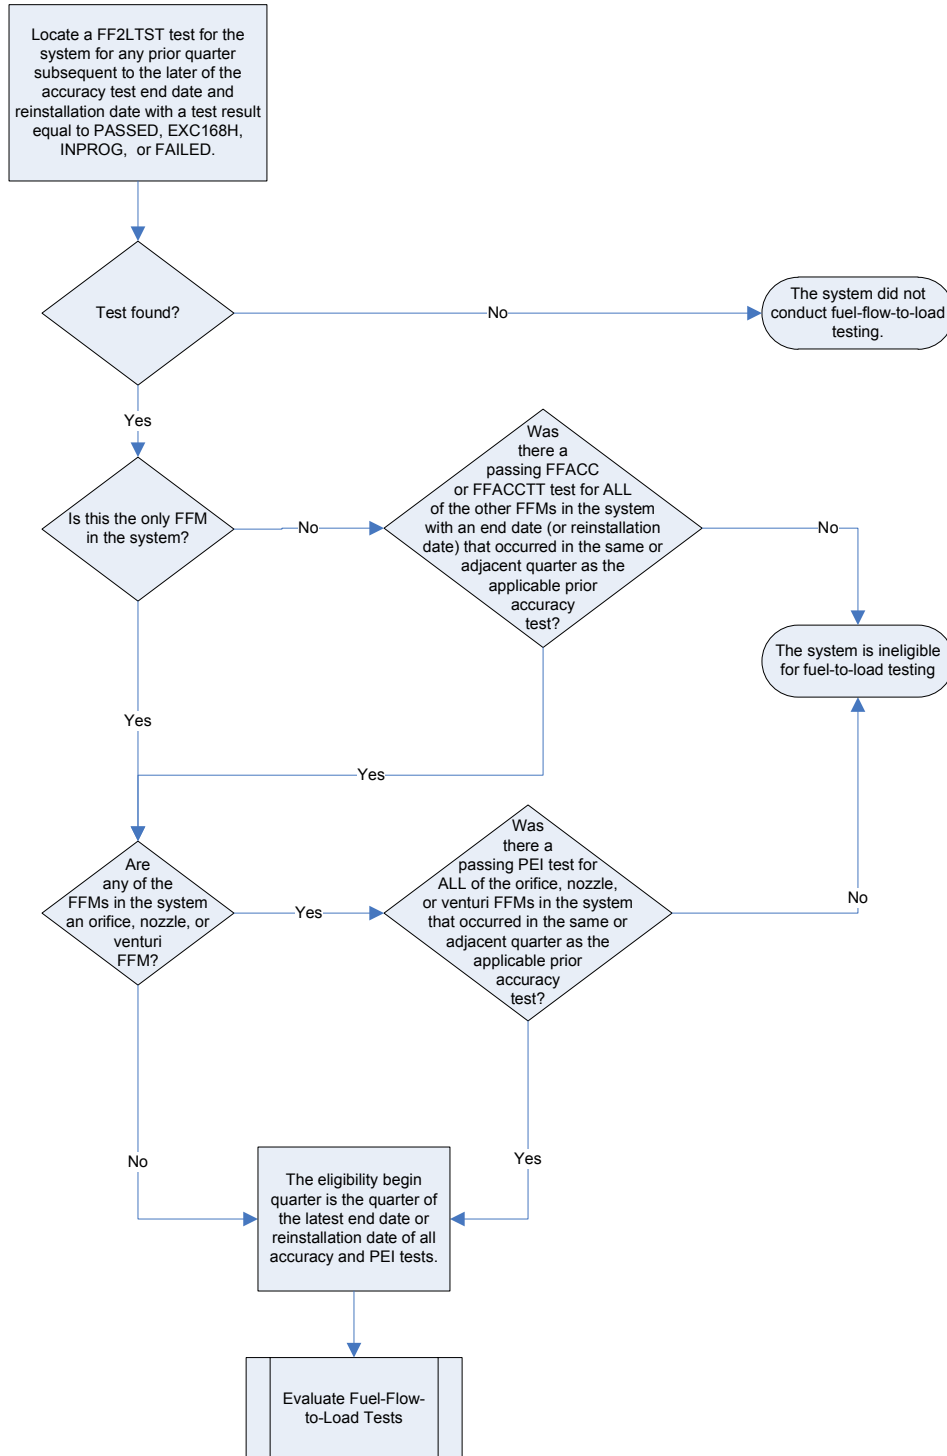 Locate a FF2LTST test for the
system for any prior quarter
subsequent to the later of the
accuracy test end date and
reinstallation date with a test result
equal to PASSED, EXC168H,
INPROG, or FAILED.
Test found?
No
The system did not
conduct fuel-flow-to-load
testing.
Yes
Is this the only FFM
in the system?
No
Was
there a
passing FFACC
or FFACCTT test for ALL
of the other FFMs in the system
with an end date (or reinstallation
date) that occurred in the same or
adjacent quarter as the
applicable prior
accuracy
test?
No
The system is ineligible
for fuel-to-load testing
Yes
Yes
Are
any of the
FFMs in the system
an orifice, nozzle, or
venturi
FFM?
Yes
Was
there a
passing PEI test for
ALL of the orifice, nozzle,
or venturi FFMs in the system
that occurred in the same or
adjacent quarter as the
applicable prior
accuracy
test?
No
No
Yes
The eligibility begin
quarter is the quarter of
the latest end date or
reinstallation date of all
accuracy and PEI tests.
Evaluate Fuel-Flow-
to-Load Tests